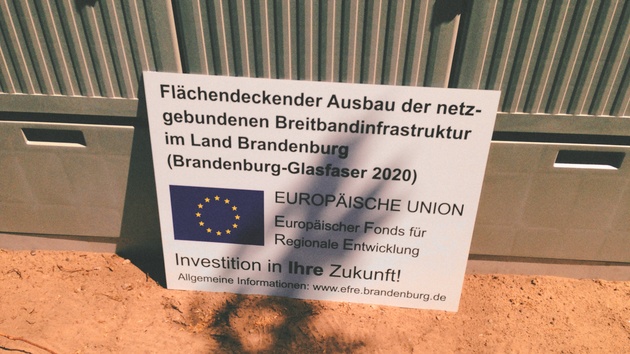 Flächendeckender Ausbau der netz-
gebundenen Breitbandinfrastruktur
im Land Brandenburg
(Brandenburg-Glasfaser 2020)
EUROPÄISCHE UNION
Europäischer Fonds für
Regionale Entwicklung
Investition in Ihre Zukunft!
Allgemeine Informationen: www.efre.brandenburg.de